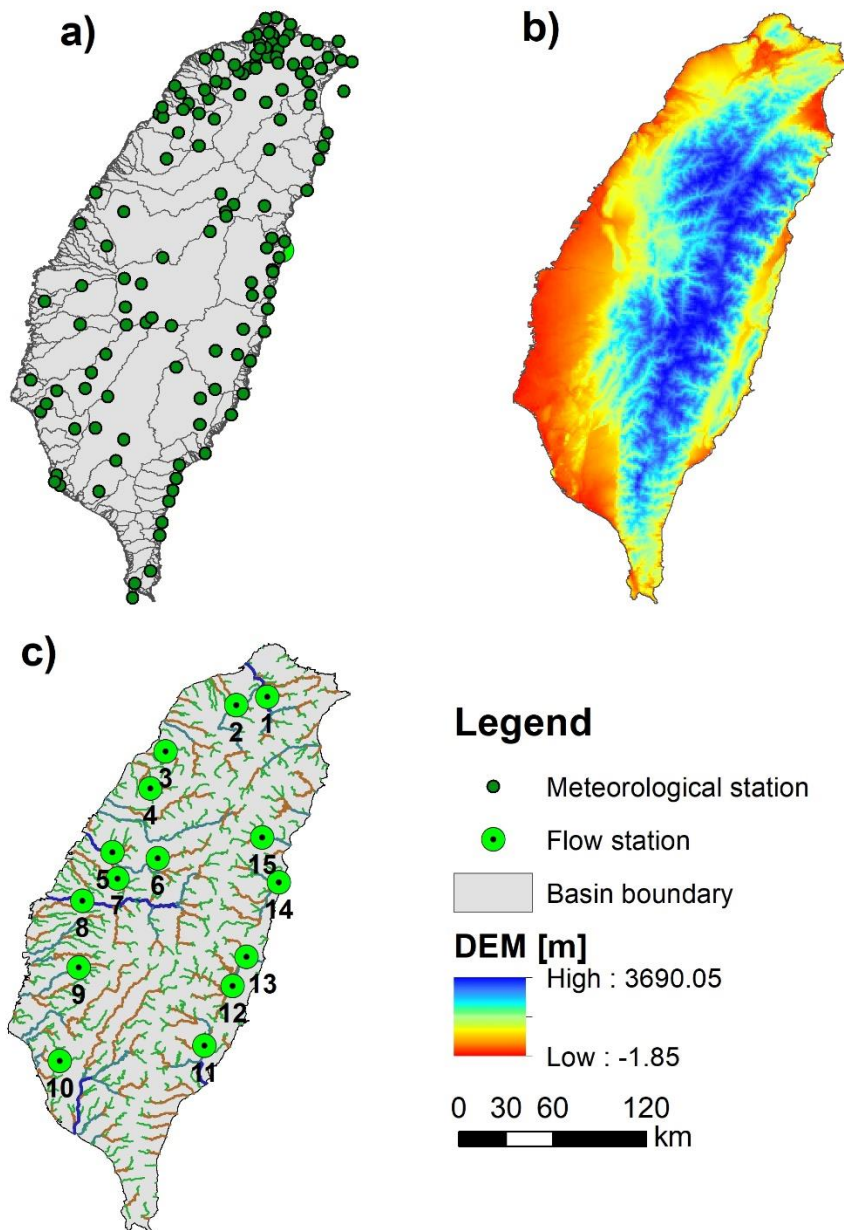 a)
b)
c)
1
2
3
4
5
6
7
8
9
10
11
12
13
14
15
Legend
Meteorological station
Flow station
Basin boundary
DEM [m]
High : 3690.05
Low : -1.85
0 30 60 120
km